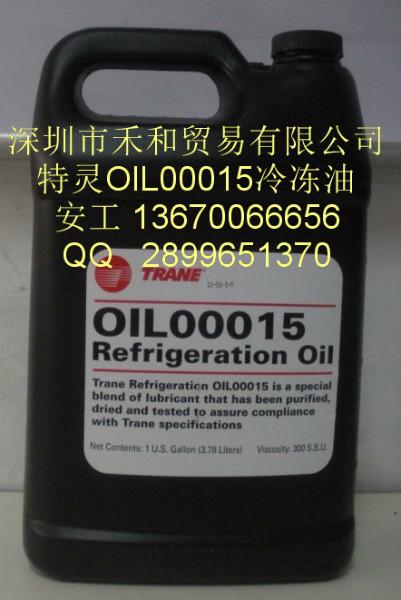 深圳市禾和贸易有限公司
特灵OIL00015冷冻油
安工 13670066656
QQ 2899651370
TRANE
OIL00015
Refrigeration Oil
Trane Refrigeration OIL00015 is a special
blend of lubricant that has been purified,
dried and tested to assure compliance
with Trane specifications
Net Contents: 1 U.S. Gallon (3.78 Liters) Viscosity: 300 S.S.U.